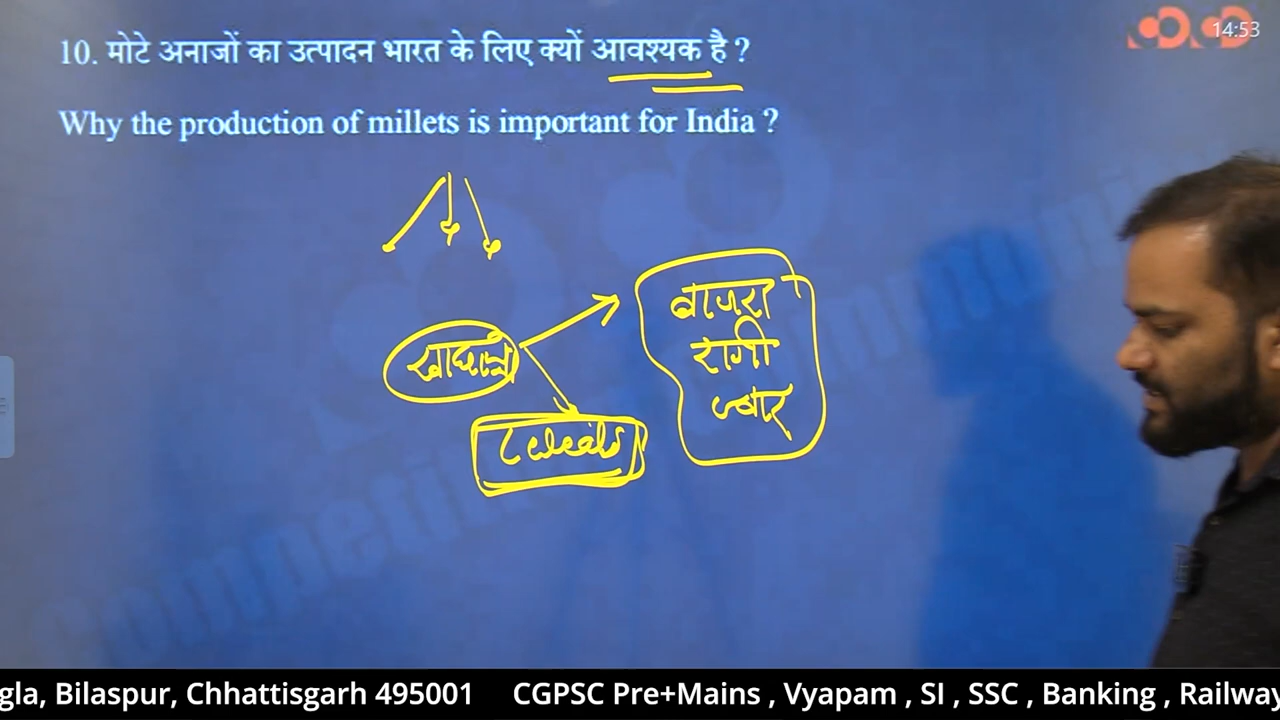 14:53
10. मोटे अनाजों का उत्पादन भारत के लिए क्यों आवश्यक है ?
Why the production of millets is important for India ?
बाजरा
रागी
ज्वार
खाद्यान्न
gla, Bilaspur, Chhattisgarh 495001 CGPSC Pre+Mains , Vyapam , SI , SSC , Banking , Railway